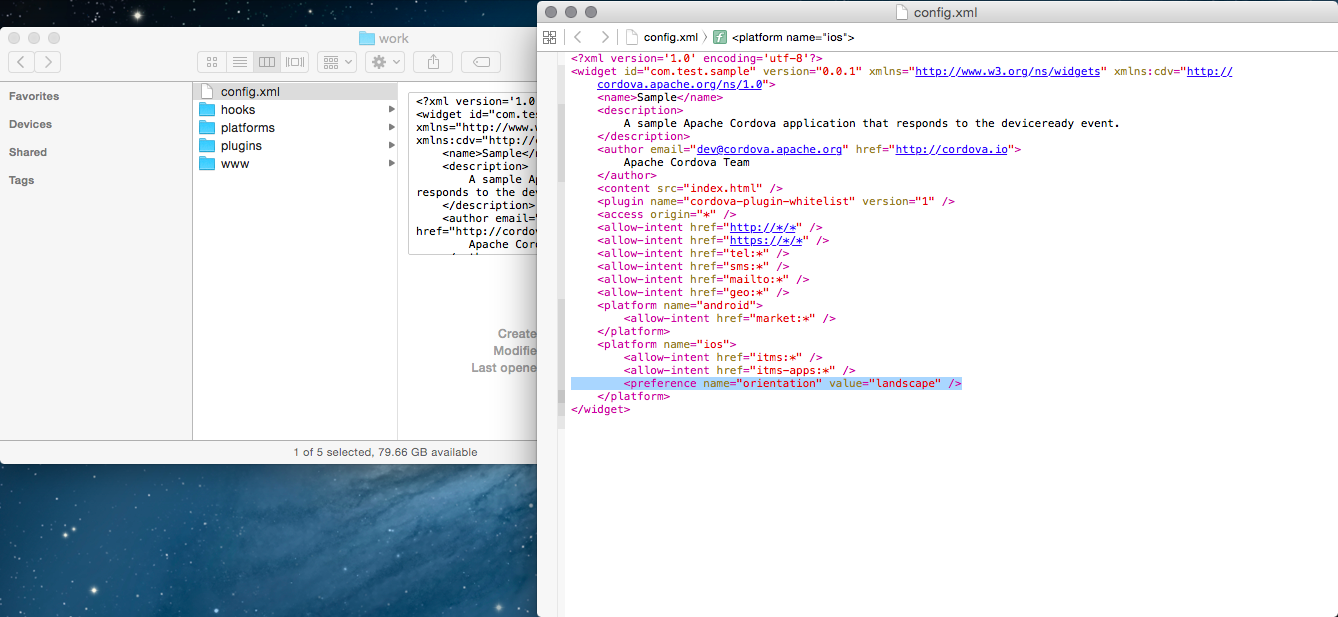 work
Favorites
Devices
Shared
Tags
config.xml
hooks
platforms
plugins
www
<?xml version='1.0
<widget id="com.tes
xmlns="http://www.w
xmlns:cdv="http://
<name>Sample</n
<description>
A sample Ap
responds to the dev
</description>
<author email="
href="http://cordov
Apache Cord
Create
Modifie
Last opene
1 of 5 selected, 79.66 GB available
config.xml
config.xml 〉 f <platform name="ios">
<?xml version='1.0' encoding='utf-8'?>
<widget id="com.test.sample" version="0.0.1" xmlns="http://www.w3.org/ns/widgets" xmlns:cdv="http://
cordova.apache.org/ns/1.0">
<name>Sample</name>
<description>
A sample Apache Cordova application that responds to the deviceready event.
</description>
<author email="dev@cordova.apache.org" href="http://cordova.io">
Apache Cordova Team
</author>
<content src="index.html" />
<plugin name="cordova-plugin-whitelist" version="1" />
<access origin="*" />
<allow-intent href="http://*/*" />
<allow-intent href="https://*/*" />
<allow-intent href="tel:*" />
<allow-intent href="sms:*" />
<allow-intent href="mailto:*" />
<allow-intent href="geo:*" />
<platform name="android">
<allow-intent href="market:*" />
</platform>
<platform name="ios">
<allow-intent href="itms:*" />
<allow-intent href="itms-apps:*" />
<preference name="orientation" value="landscape" />
</platform>
</widget>